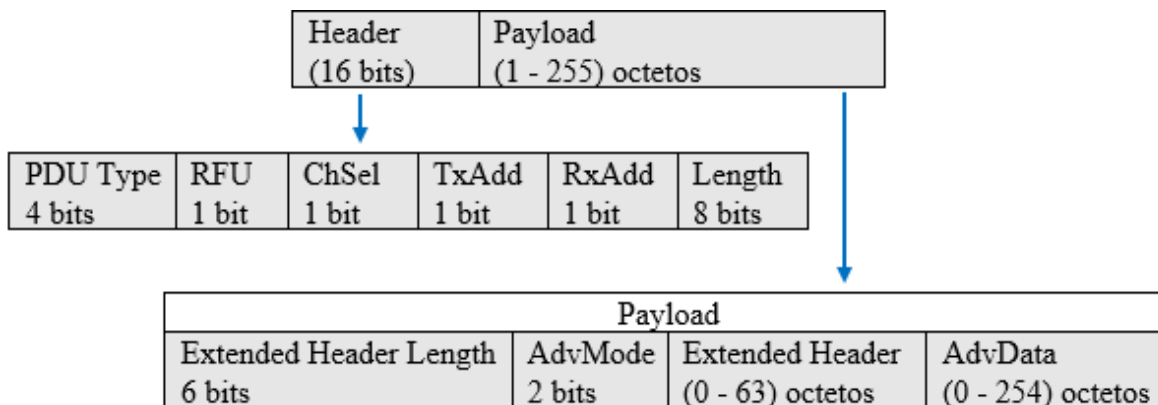 Header Payload
(16 bits) (1 - 255) octetos
PDU Type RFU ChSel TxAdd RxAdd Length
4 bits 1 bit 1 bit 1 bit 1 bit 8 bits
Payload
Extended Header Length AdvMode Extended Header AdvData
6 bits 2 bits (0 - 63) octetos (0 - 254) octetos